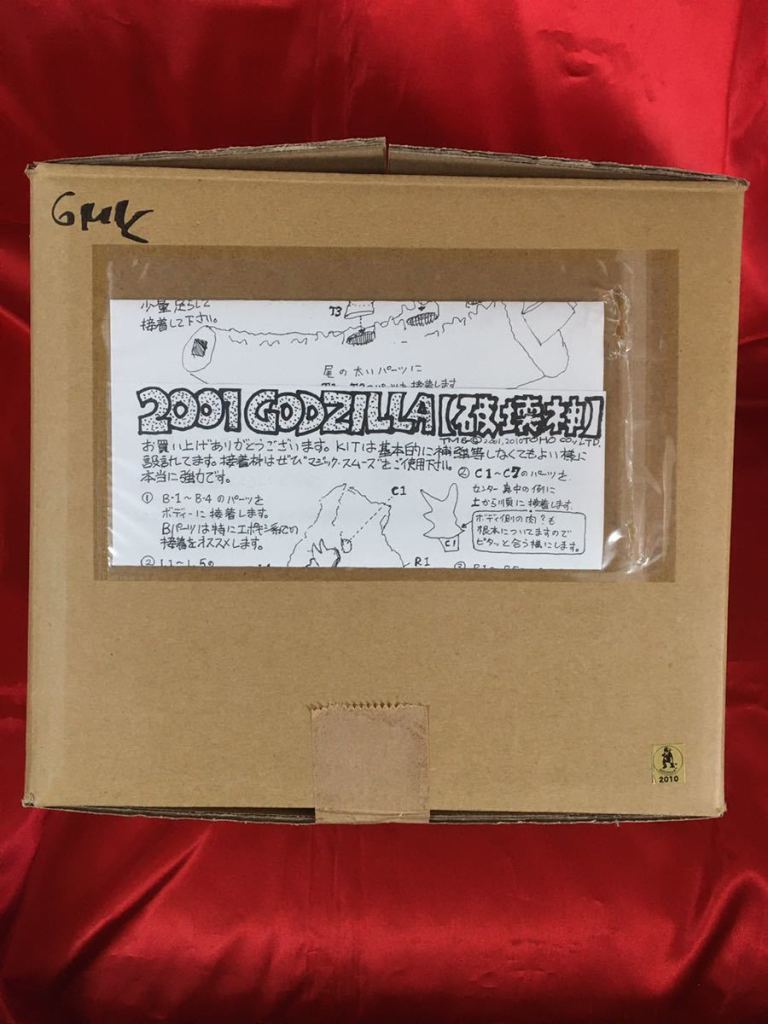 GMK
少量 足らして
接着して下さい。
T3
尾の太いパーツに
2001 GODZILLA【破壊神】
TM&©2001,2010 TOHO CO.,LTD.
お買い上げありがとうございます。KITは基本的に補強等しなくてもよい様に
設計されてます。接着材はぜひ"マジック・スムーズ"をご使用下さい。
本当に強力です。
① B-1〜B-4のパーツを
ボディーに接着します。
Bパーツは特にエポキシ系での
接着をオススメします。
C1
② C1〜C7のパーツを
センター真中の側に
上から順に接着します。
C1
ボディ側の肉?も
根本についてますので
ピタッと合う様にします。
R1
2010